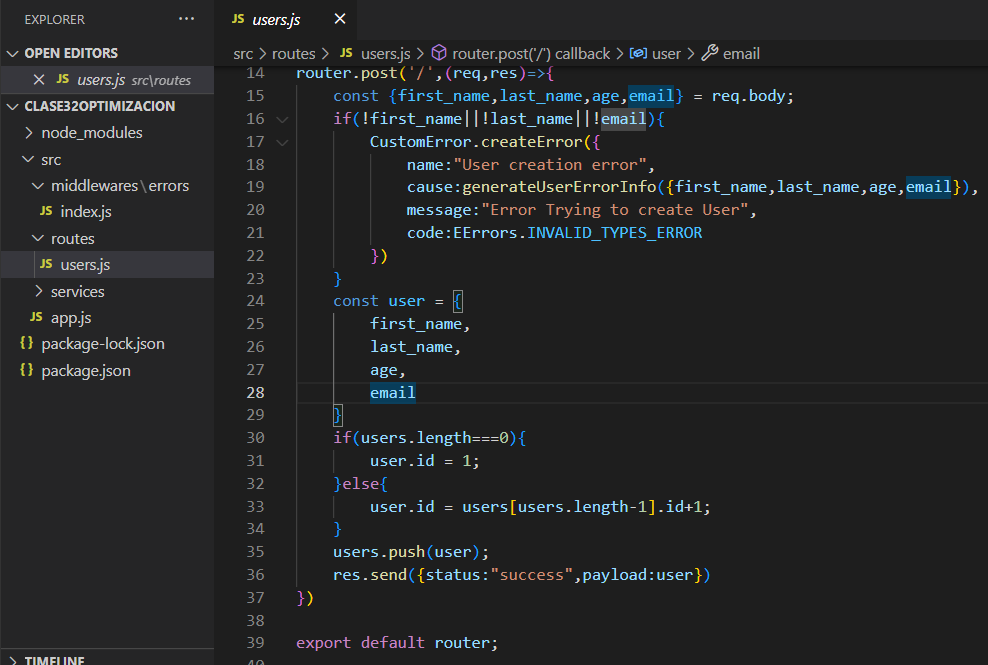 EXPLORER
OPEN EDITORS
JS users.js src\routes
CLASE32OPTIMIZACION
node_modules
src
middlewares\errors
JS index.js
routes
JS users.js
services
JS app.js
{} package-lock.json
{} package.json
TIMELINE
JS users.js
src > routes > JS users.js > router.post('/') callback > user > email
14 router.post('/',(req,res)=>{
15 const {first_name,last_name,age,email} = req.body;
16 if(!first_name||!last_name||!email){
17 CustomError.createError({
18 name:"User creation error",
19 cause:generateUserErrorInfo({first_name,last_name,age,email}),
20 message:"Error Trying to create User",
21 code:EErrors.INVALID_TYPES_ERROR
22 })
23 }
24 const user = {
25 first_name,
26 last_name,
27 age,
28 email
29 }
30 if(users.length===0){
31 user.id = 1;
32 }else{
33 user.id = users[users.length-1].id+1;
34 }
35 users.push(user);
36 res.send({status:"success",payload:user})
37 })
38
39 export default router;
40